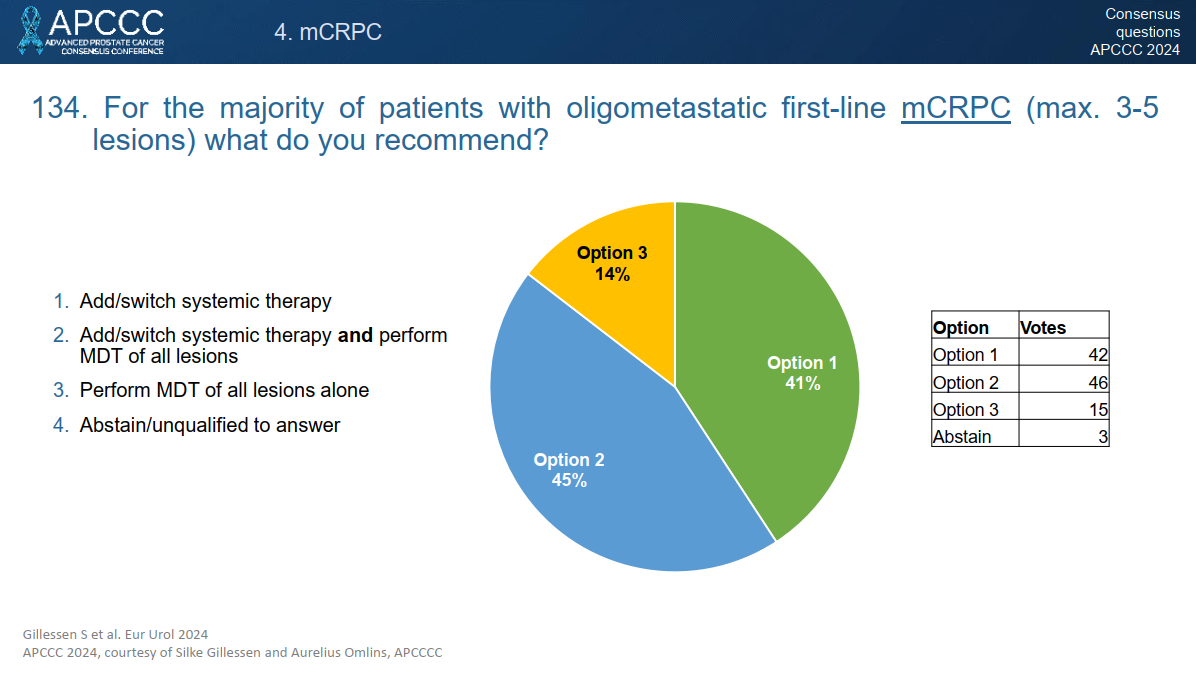 APCCC
ADVANCED PROSTATE CANCER
CONSENSUS CONFERENCE
4. mCRPC
Consensus
questions
APCCC 2024
134. For the majority of patients with oligometastatic first-line mCRPC (max. 3-5
lesions) what do you recommend?
1. Add/switch systemic therapy
2. Add/switch systemic therapy and perform
MDT of all lesions
3. Perform MDT of all lesions alone
4. Abstain/unqualified to answer
Option 3
14%
Option 1
41%
Option 2
45%
Option Votes
Option 1 42
Option 2 46
Option 3 15
Abstain 3
Gillessen S et al. Eur Urol 2024
APCCC 2024, courtesy of Silke Gillessen and Aurelius Omlins, APCCCC